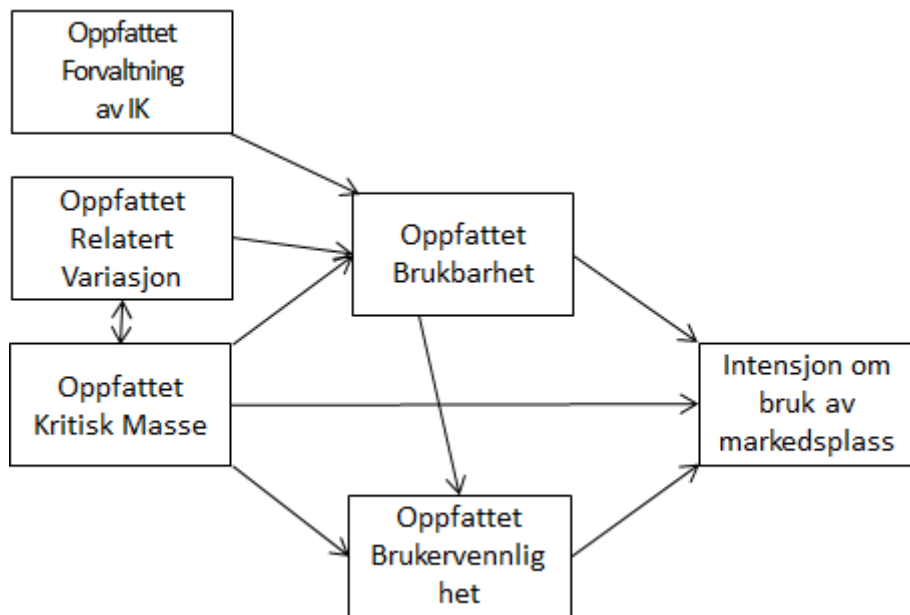 Oppfattet
Forvaltning
av IK
Oppfattet
Relatert
Variasjon
Oppfattet
Brukbarhet
Oppfattet
Kritisk Masse
Intensjon om
bruk av
markedsplass
Oppfattet
Brukervennlig
het